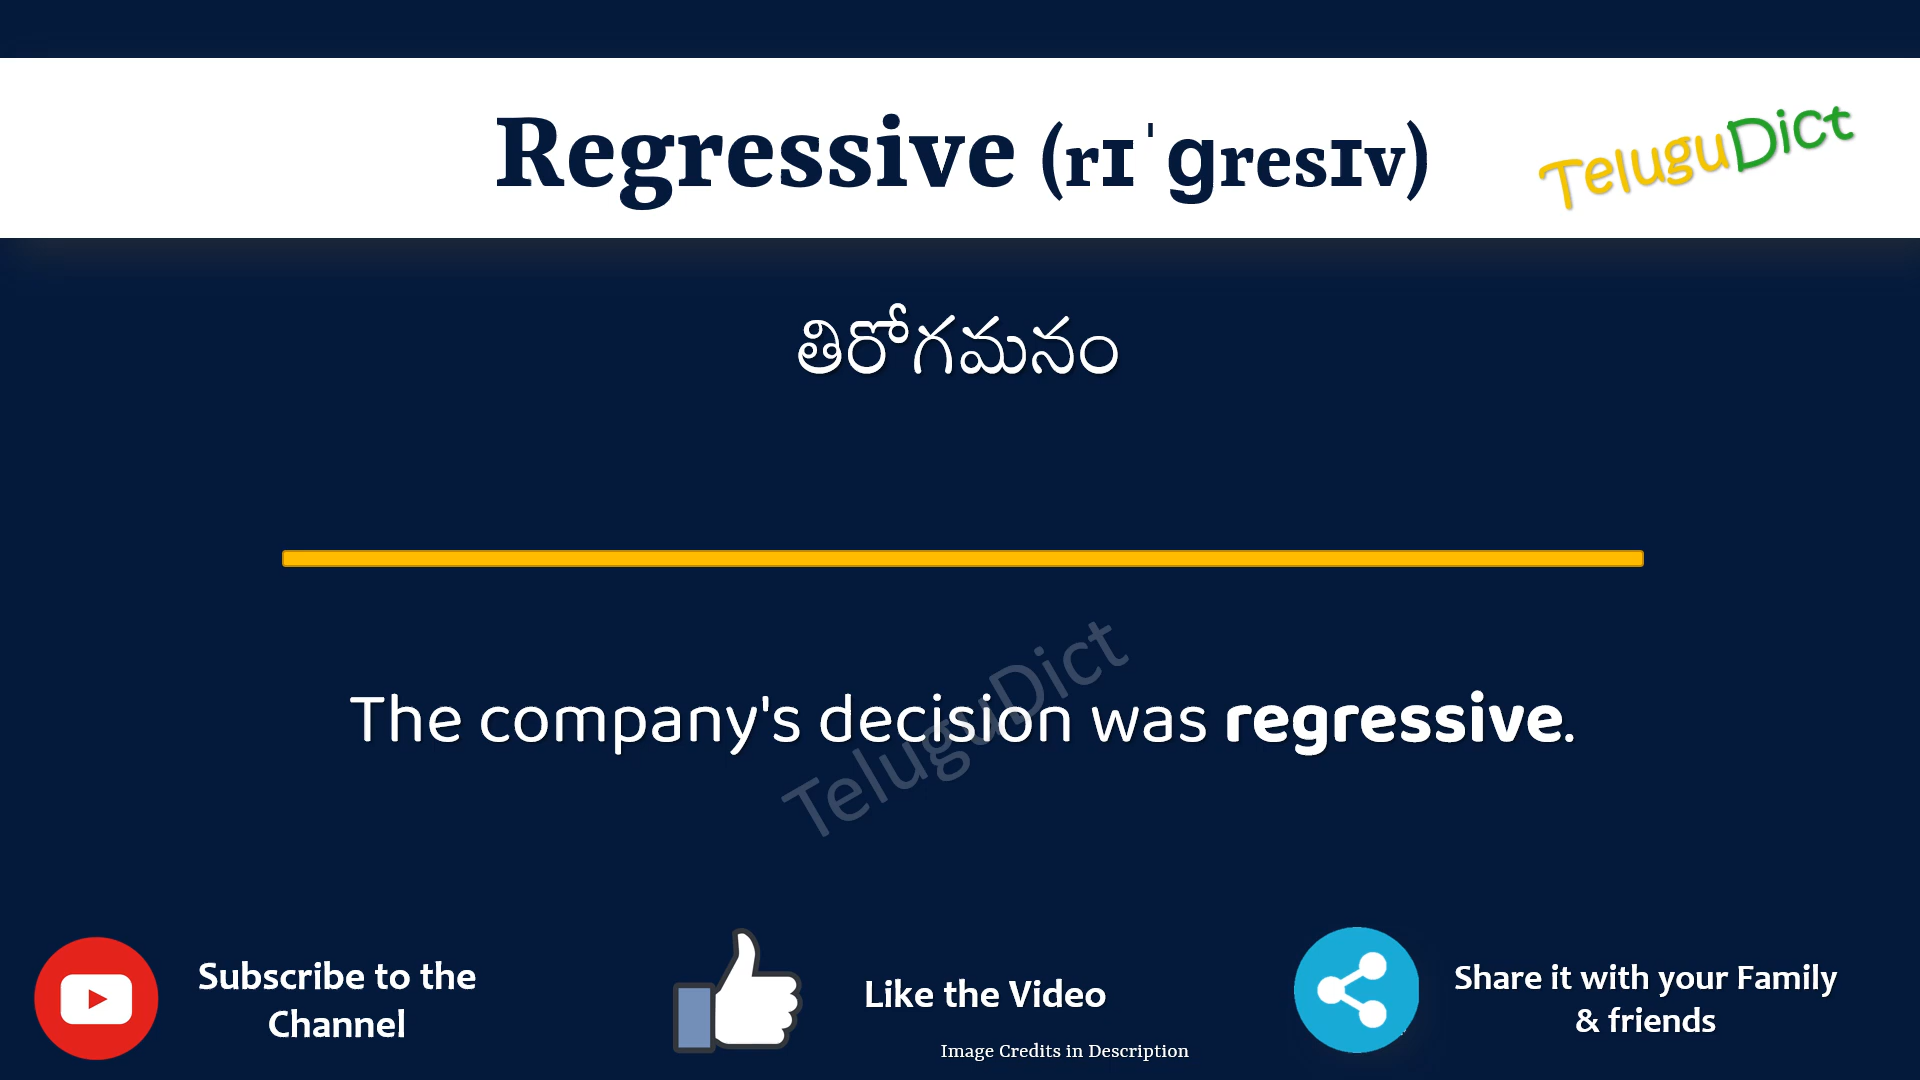 Regressive (rɪˈɡresɪv)
TeluguDict
తిరోగమనం
The company's decision was regressive.
TeluguDict
Subscribe to the
Channel
Like the Video
Share it with your Family
& friends
Image Credits in Description